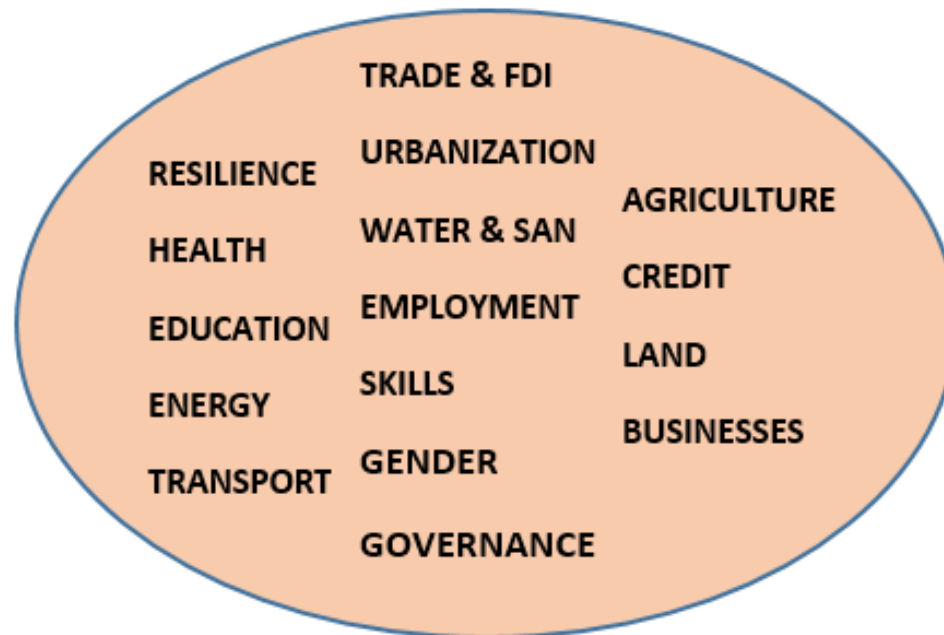 RESILIENCE
HEALTH
EDUCATION
ENERGY
TRANSPORT
TRADE & FDI
URBANIZATION
WATER & SAN
EMPLOYMENT
SKILLS
GENDER
GOVERNANCE
AGRICULTURE
CREDIT
LAND
BUSINESSES